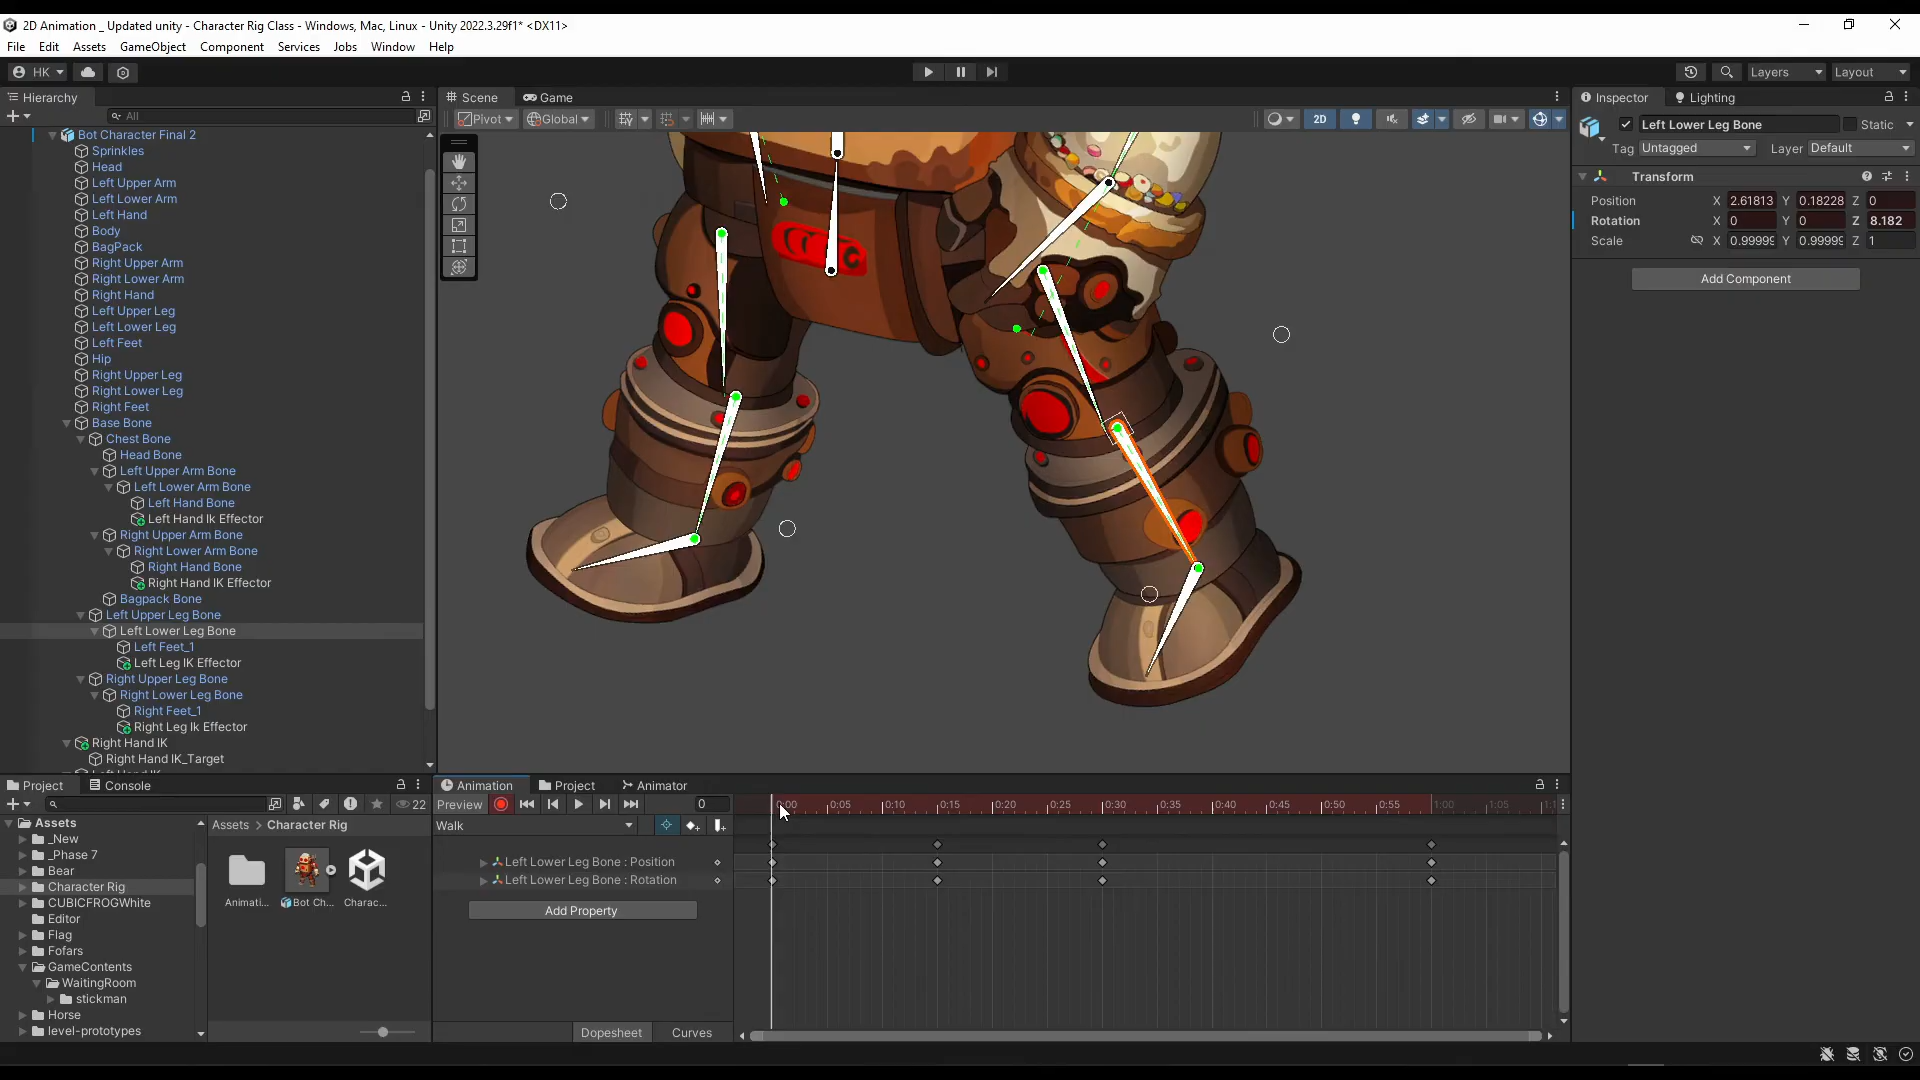 2D Animation _ Updated unity - Character Rig Class - Windows, Mac, Linux - Unity 2022.3.29f1* <DX11>
File Edit Assets GameObject Component Services Jobs Window Help
HK
Layers
Layout
Hierarchy
All
Bot Character Final 2
Sprinkles
Head
Left Upper Arm
Left Lower Arm
Left Hand
Body
BagPack
Right Upper Arm
Right Lower Arm
Right Hand
Left Upper Leg
Left Lower Leg
Left Feet
Hip
Right Upper Leg
Right Lower Leg
Right Feet
Base Bone
Chest Bone
Head Bone
Left Upper Arm Bone
Left Lower Arm Bone
Left Hand Bone
Left Hand Ik Effector
Right Upper Arm Bone
Right Lower Arm Bone
Right Hand Bone
Right Hand IK Effector
Bagpack Bone
Left Upper Leg Bone
Left Lower Leg Bone
Left Feet_1
Left Leg IK Effector
Right Upper Leg Bone
Right Lower Leg Bone
Right Feet_1
Right Leg Ik Effector
Right Hand IK
Right Hand IK_Target
Scene
Game
Pivot
Global
2D
Inspector
Lighting
Left Lower Leg Bone
Static
Tag Untagged
Layer Default
Transform
Position X 2.61813 Y 0.18228 Z 0
Rotation X 0 Y 0 Z 8.182
Scale X 0.9999 Y 0.9999 Z 1
Add Component
Project
Console
22
Assets
_New
_Phase 7
Bear
Character Rig
CUBICFROGWhite
Editor
Flag
Fofars
GameContents
WaitingRoom
stickman
Horse
level-prototypes
Assets > Character Rig
Animati...
Bot Ch...
Charac...
Animation
Project
Animator
Preview
0
0:00 0:05 0:10 0:15 0:20 0:25 0:30 0:35 0:40 0:45 0:50 0:55 1:00 1:05
Walk
Left Lower Leg Bone : Position
Left Lower Leg Bone : Rotation
Add Property
Dopesheet
Curves